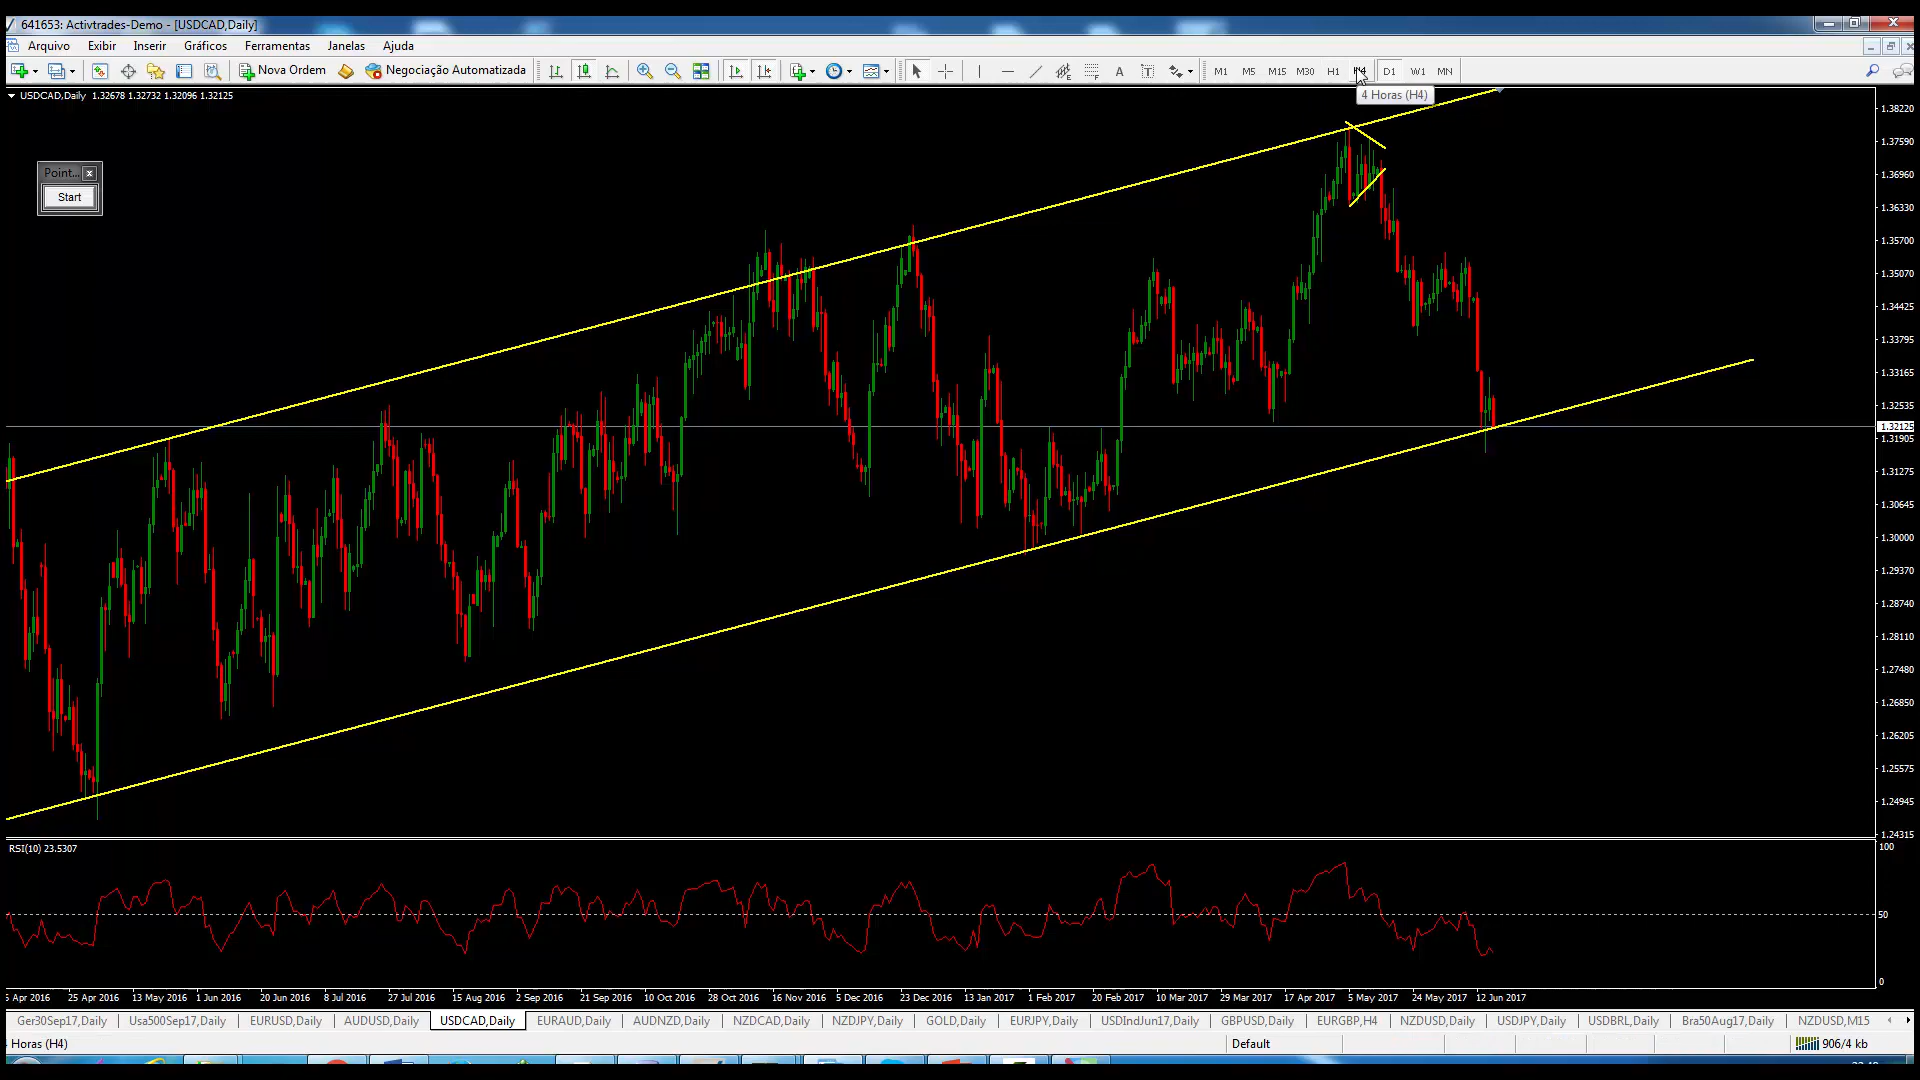 641653: Activtrades-Demo - [USDCAD,Daily]
Arquivo Exibir Inserir Gráficos Ferramentas Janelas Ajuda
Nova Ordem Negociação Automatizada A T M1 M5 M15 M30 H1 H4 D1 W1 MN
4 Horas (H4)
USDCAD,Daily 1.32678 1.32732 1.32096 1.32125
Point... x
Start
1.38220
1.37590
1.36960
1.36330
1.35700
1.35070
1.34425
1.33795
1.33165
1.32535
1.32125
1.31905
1.31275
1.30645
1.30000
1.29370
1.28740
1.28110
1.27480
1.26850
1.26205
1.25575
1.24945
1.24315
RSI(10) 23.5307
100
50
0
5 Apr 2016 25 Apr 2016 13 May 2016 1 Jun 2016 20 Jun 2016 8 Jul 2016 27 Jul 2016 15 Aug 2016 2 Sep 2016 21 Sep 2016 10 Oct 2016 28 Oct 2016 16 Nov 2016 5 Dec 2016 23 Dec 2016 13 Jan 2017 1 Feb 2017 20 Feb 2017 10 Mar 2017 29 Mar 2017 17 Apr 2017 5 May 2017 24 May 2017 12 Jun 2017
Ger30Sep17,Daily Usa500Sep17,Daily EURUSD,Daily AUDUSD,Daily USDCAD,Daily EURAUD,Daily AUDNZD,Daily NZDCAD,Daily NZDJPY,Daily GOLD,Daily EURJPY,Daily USDIndJun17,Daily GBPUSD,Daily EURGBP,H4 NZDUSD,Daily USDJPY,Daily USDBRL,Daily Bra50Aug17,Daily NZDUSD,M15
Horas (H4) Default 906/4 kb